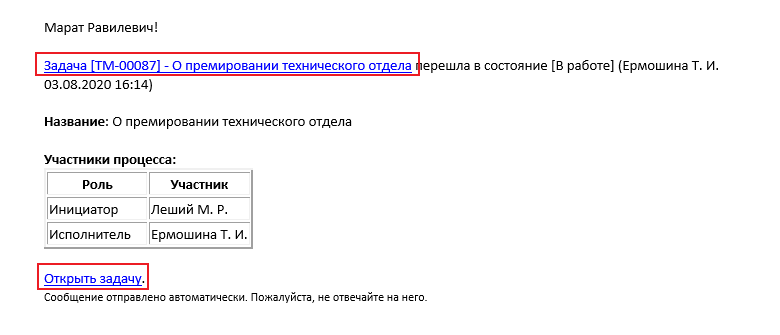 Марат Равилевич!
Задача [ТМ-00087] - О премировании технического отдела перешла в состояние [В работе] (Ермошина Т. И.
03.08.2020 16:14)
Название: О премировании технического отдела
Участники процесса:
Роль Участник
Инициатор Леший М. Р.
Исполнитель Ермошина Т. И.
Открыть задачу.
Сообщение отправлено автоматически. Пожалуйста, не отвечайте на него.